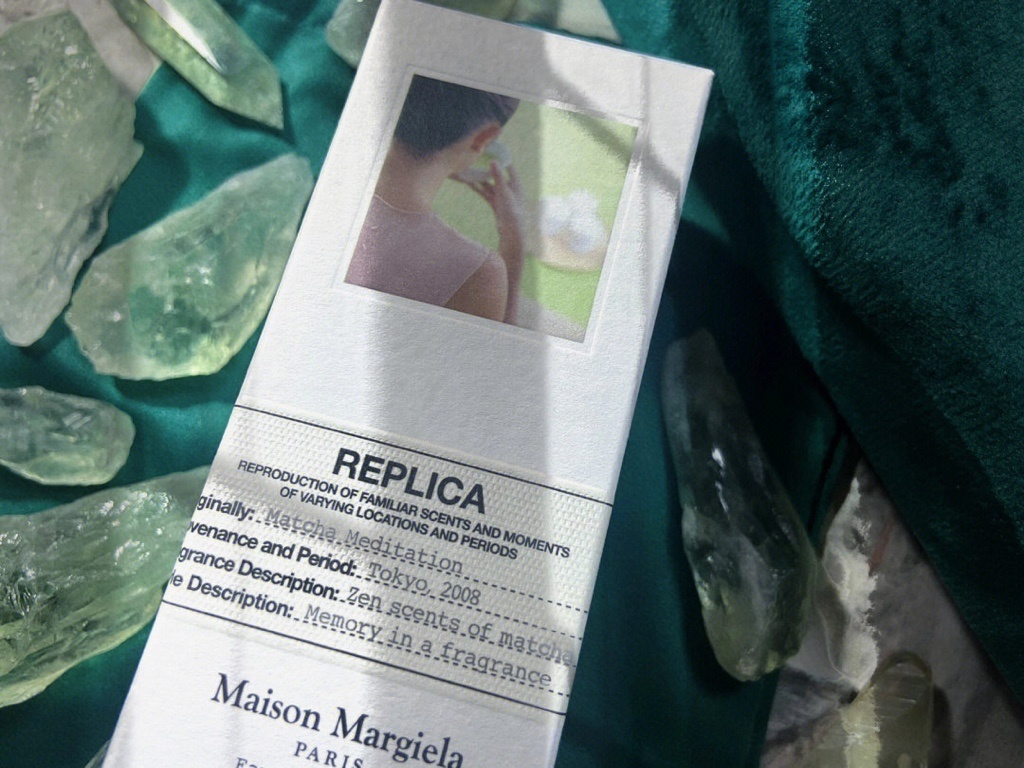 REPLICA
REPRODUCTION OF FAMILIAR SCENTS AND MOMENTS
OF VARYING LOCATIONS AND PERIODS
ginally: Matcha Meditation
venance and Period: Tokyo, 2008
grance Description: Zen scents of matcha
le Description: Memory in a fragrance
Maison Margiela
PARIS